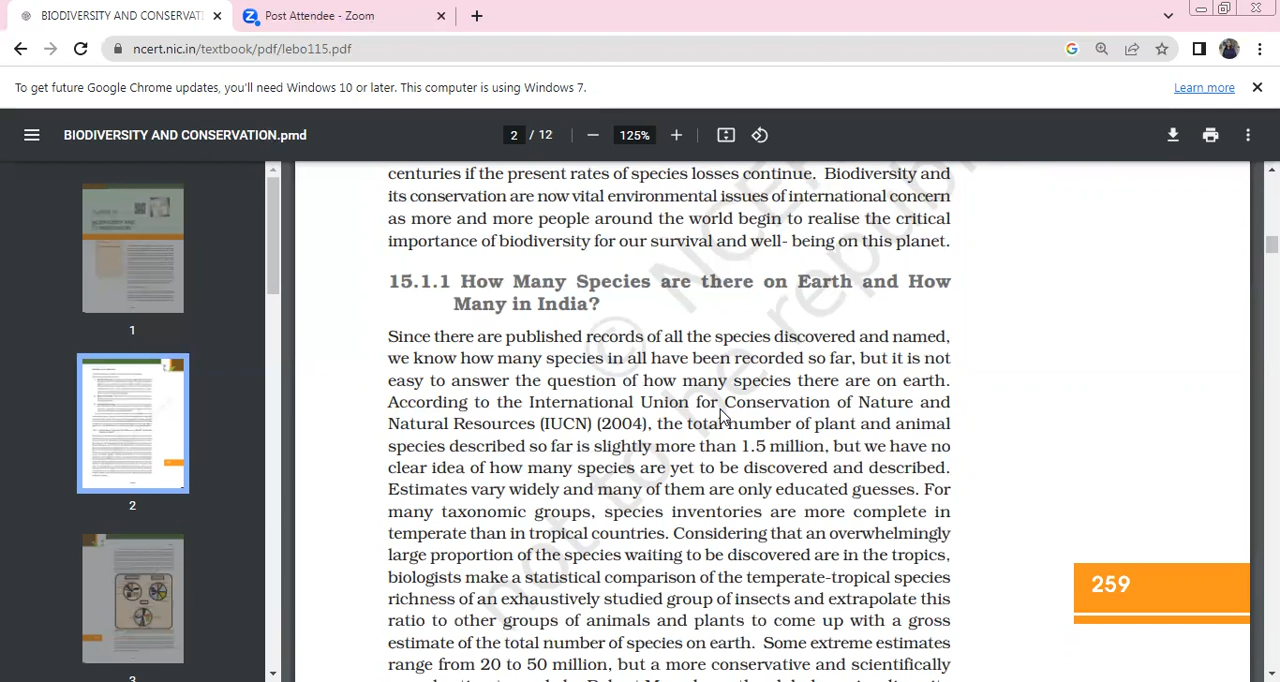 BIODIVERSITY AND CONSERVATI
Post Attendee - Zoom
ncert.nic.in/textbook/pdf/lebo115.pdf
To get future Google Chrome updates, you'll need Windows 10 or later. This computer is using Windows 7.
Learn more
BIODIVERSITY AND CONSERVATION.pmd
2 / 12
125%
centuries if the present rates of species losses continue. Biodiversity and
its conservation are now vital environmental issues of international concern
as more and more people around the world begin to realise the critical
importance of biodiversity for our survival and well- being on this planet.
15.1.1 How Many Species are there on Earth and How
Many in India?
Since there are published records of all the species discovered and named,
we know how many species in all have been recorded so far, but it is not
easy to answer the question of how many species there are on earth.
According to the International Union for Conservation of Nature and
Natural Resources (IUCN) (2004), the total number of plant and animal
species described so far is slightly more than 1.5 million, but we have no
clear idea of how many species are yet to be discovered and described.
Estimates vary widely and many of them are only educated guesses. For
many taxonomic groups, species inventories are more complete in
temperate than in tropical countries. Considering that an overwhelmingly
large proportion of the species waiting to be discovered are in the tropics,
biologists make a statistical comparison of the temperate-tropical species
richness of an exhaustively studied group of insects and extrapolate this
ratio to other groups of animals and plants to come up with a gross
estimate of the total number of species on earth. Some extreme estimates
range from 20 to 50 million, but a more conservative and scientifically
259
1
2
3
© NCER
not to be republi